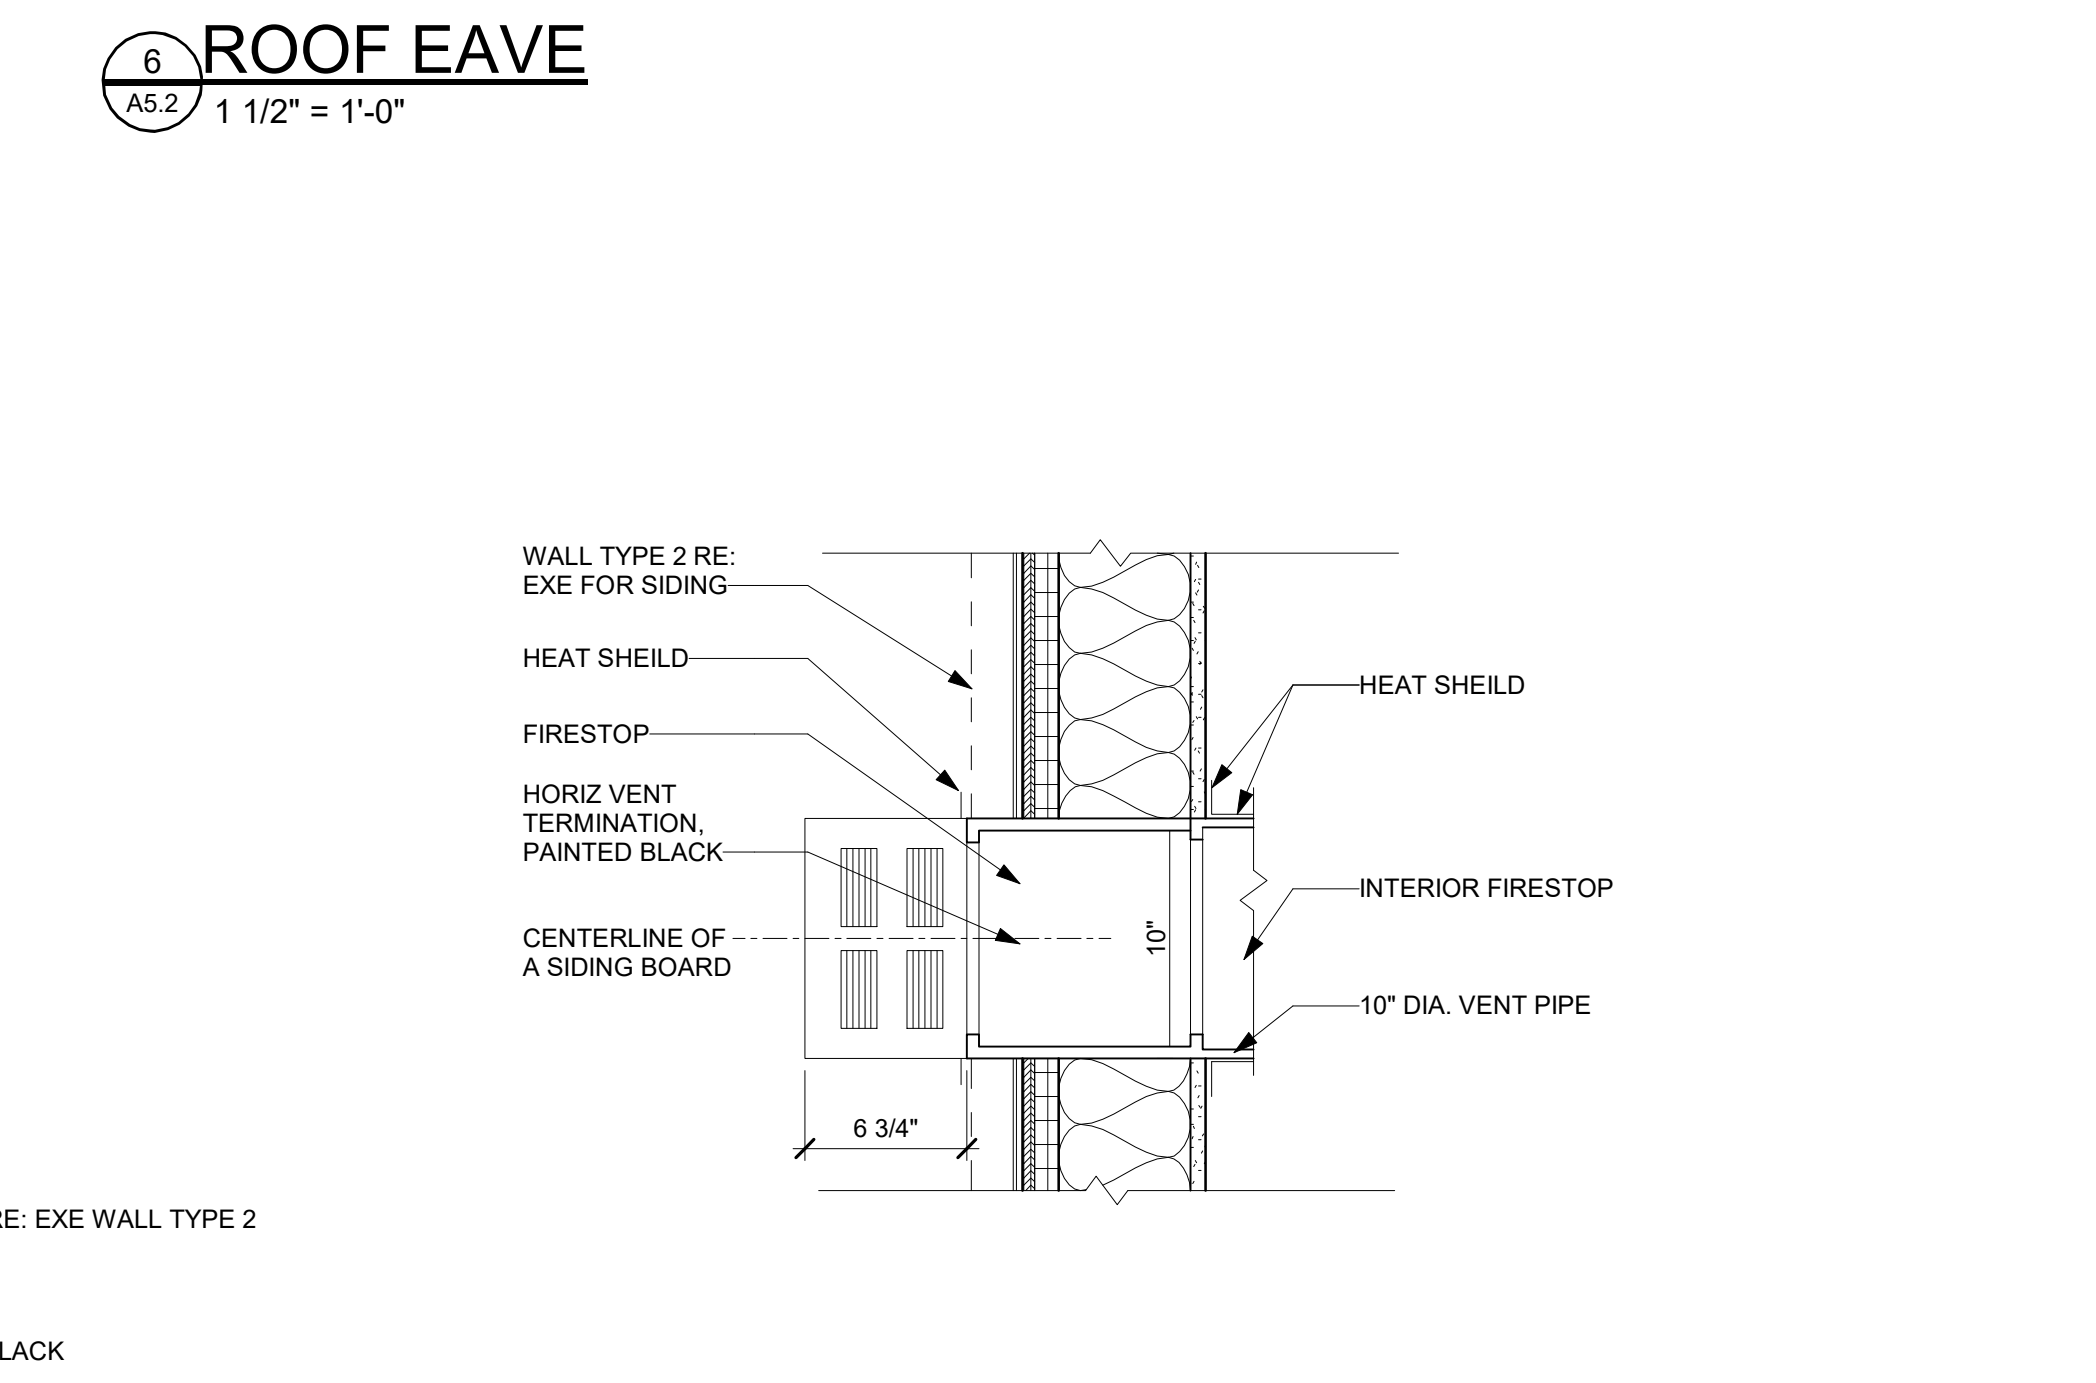 6
ROOF EAVE
A5.2
1 1/2" = 1'-0"
WALL TYPE 2 RE:
EXE FOR SIDING
HEAT SHEILD
FIRESTOP
HORIZ VENT
TERMINATION,
PAINTED BLACK
CENTERLINE OF
A SIDING BOARD
HEAT SHEILD
INTERIOR FIRESTOP
10" DIA. VENT PIPE
10"
6 3/4"
RE: EXE WALL TYPE 2
LACK